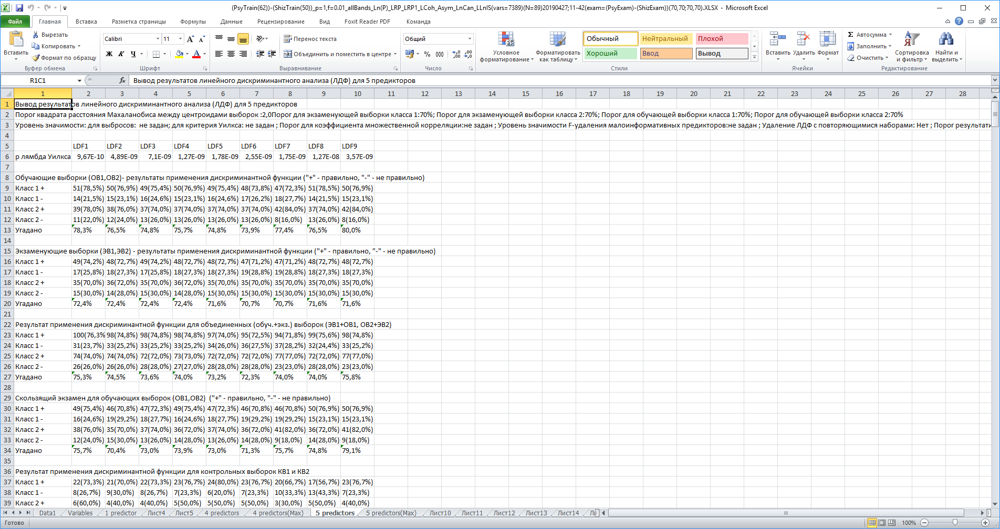 (PsyTrain(62))-(ShizTrain(50))_p=1,f=0.01_allBands_Ln(P)_LRP_LRP1_LCoh_Asym_LnCan_LLnIS(vars=7389)(N=89)20190427;11-42(exam=(PsyExam)-(ShizExam))(70,70;70,70).XLSX - Microsoft Excel
Файл Главная Вставка Разметка страницы Формулы Данные Рецензирование Вид Foxit Reader PDF Команда
Вставить Вырезать Копировать Формат по образцу Буфер обмена
Calibri 11 Ж К Ч А Шрифт
Перенос текста Объединить и поместить в центре Выравнивание
Общий % 000 Число
Условное форматирование Форматировать как таблицу Обычный Нейтральный Плохой Хороший Ввод Вывод Стили
Вставить Удалить Формат Ячейки
Σ Автосумма Заполнить Очистить Сортировка и фильтр Найти и выделить Редактирование
R1C1 fx Вывод результатов линейного дискриминантного анализа (ЛДФ) для 5 предикторов
1 2 3 4 5 6 7 8 9 10 11 12 13 14 15 16 17 18 19 20 21 22 23 24 25 26 27 28
1 Вывод результатов линейного дискриминантного анализа (ЛДФ) для 5 предикторов
2 Порог квадрата расстояния Махаланобиса между центроидами выборок :2,0Порог для экзаменующей выборки класса 1:70%; Порог для экзаменующей выборки класса 2:70%; Порог для обучающей выборки класса 1:70%; Порог для обучающей выборки класса 2:70%
3 Уровень значимости: для выбросов: не задан; для критерия Уилкса: не задан ; Порог для коэффициента множественной корреляции:не задан ; Уровень значимости F-удаления малоинформативных предикторов:не задан ; Удаление ЛДФ с повторяющимися наборами: Нет ; Порог результати
4
5 LDF1 LDF2 LDF3 LDF4 LDF5 LDF6 LDF7 LDF8 LDF9
6 р лямбда Уилкса 9,67E-10 4,89E-09 7,1E-09 1,27E-09 1,78E-09 2,55E-09 1,75E-09 1,27E-08 3,57E-09
7
8 Обучающие выборки (ОВ1,ОВ2)- результаты применения дискриминантной функции ("+" - правильно, "-" - не правильно)
9 Класс 1 + 51(78,5%) 50(76,9%) 49(75,4%) 50(76,9%) 49(75,4%) 48(73,8%) 47(72,3%) 51(78,5%) 50(76,9%)
10 Класс 1 - 14(21,5%) 15(23,1%) 16(24,6%) 15(23,1%) 16(24,6%) 17(26,2%) 18(27,7%) 14(21,5%) 15(23,1%)
11 Класс 2 + 39(78,0%) 38(76,0%) 37(74,0%) 37(74,0%) 37(74,0%) 37(74,0%) 42(84,0%) 37(74,0%) 42(84,0%)
12 Класс 2 - 11(22,0%) 12(24,0%) 13(26,0%) 13(26,0%) 13(26,0%) 13(26,0%) 8(16,0%) 13(26,0%) 8(16,0%)
13 Угадано 78,3% 76,5% 74,8% 75,7% 74,8% 73,9% 77,4% 76,5% 80,0%
14
15 Экзаменующие выборки (ЭВ1,ЭВ2) - результаты применения дискриминантной функции ("+" - правильно, "-" - не правильно)
16 Класс 1 + 49(74,2%) 48(72,7%) 49(74,2%) 48(72,7%) 48(72,7%) 47(71,2%) 47(71,2%) 48(72,7%) 48(72,7%)
17 Класс 1 - 17(25,8%) 18(27,3%) 17(25,8%) 18(27,3%) 18(27,3%) 19(28,8%) 19(28,8%) 18(27,3%) 18(27,3%)
18 Класс 2 + 35(70,0%) 36(72,0%) 35(70,0%) 36(72,0%) 35(70,0%) 35(70,0%) 35(70,0%) 35(70,0%) 35(70,0%)
19 Класс 2 - 15(30,0%) 14(28,0%) 15(30,0%) 14(28,0%) 15(30,0%) 15(30,0%) 15(30,0%) 15(30,0%) 15(30,0%)
20 Угадано 72,4% 72,4% 72,4% 72,4% 71,6% 70,7% 70,7% 71,6% 71,6%
21
22 Результат применения дискриминантной функции для объединенных (обуч.+экз.) выборок (ЭВ1+ОВ1, ОВ2+ЭВ2)
23 Класс 1 + 100(76,3% 98(74,8%) 98(74,8%) 98(74,8%) 97(74,0%) 95(72,5%) 94(71,8%) 99(75,6%) 98(74,8%)
24 Класс 1 - 31(23,7%) 33(25,2%) 33(25,2%) 33(25,2%) 34(26,0%) 36(27,5%) 37(28,2%) 32(24,4%) 33(25,2%)
25 Класс 2 + 74(74,0%) 74(74,0%) 72(72,0%) 73(73,0%) 72(72,0%) 72(72,0%) 77(77,0%) 72(72,0%) 77(77,0%)
26 Класс 2 - 26(26,0%) 26(26,0%) 28(28,0%) 27(27,0%) 28(28,0%) 28(28,0%) 23(23,0%) 28(28,0%) 23(23,0%)
27 Угадано 75,3% 74,5% 73,6% 74,0% 73,2% 72,3% 74,0% 74,0% 75,8%
28
29 Скользящий экзамен для обучающих выборок (ОВ1,ОВ2) ("+" - правильно, "-" - не правильно)
30 Класс 1 + 49(75,4%) 46(70,8%) 47(72,3%) 49(75,4%) 47(72,3%) 46(70,8%) 46(70,8%) 50(76,9%) 50(76,9%)
31 Класс 1 - 16(24,6%) 19(29,2%) 18(27,7%) 16(24,6%) 18(27,7%) 19(29,2%) 19(29,2%) 15(23,1%) 15(23,1%)
32 Класс 2 + 38(76,0%) 35(70,0%) 37(74,0%) 36(72,0%) 37(74,0%) 36(72,0%) 41(82,0%) 36(72,0%) 41(82,0%)
33 Класс 2 - 12(24,0%) 15(30,0%) 13(26,0%) 14(28,0%) 13(26,0%) 14(28,0%) 9(18,0%) 14(28,0%) 9(18,0%)
34 Угадано 75,7% 70,4% 73,0% 73,9% 73,0% 71,3% 75,7% 74,8% 79,1%
35
36 Результат применения дискриминантной функции для контрольных выборок КВ1 и КВ2
37 Класс 1 + 22(73,3%) 21(70,0%) 22(73,3%) 23(76,7%) 24(80,0%) 23(76,7%) 20(66,7%) 17(56,7%) 23(76,7%)
38 Класс 1 - 8(26,7%) 9(30,0%) 8(26,7%) 7(23,3%) 6(20,0%) 7(23,3%) 10(33,3%) 13(43,3%) 7(23,3%)
39 Класс 2 + 6(60,0%) 4(40,0%) 4(40,0%) 5(50,0%) 5(50,0%) 5(50,0%) 3(30,0%) 5(50,0%) 4(40,0%)
Data1 Variables 1 predictor Лист4 Лист5 4 predictors 4 predictors(Max) 5 predictors 5 predictors(Max) Лист10 Лист11 Лист12 Лист13 Лист14
Готово 100%